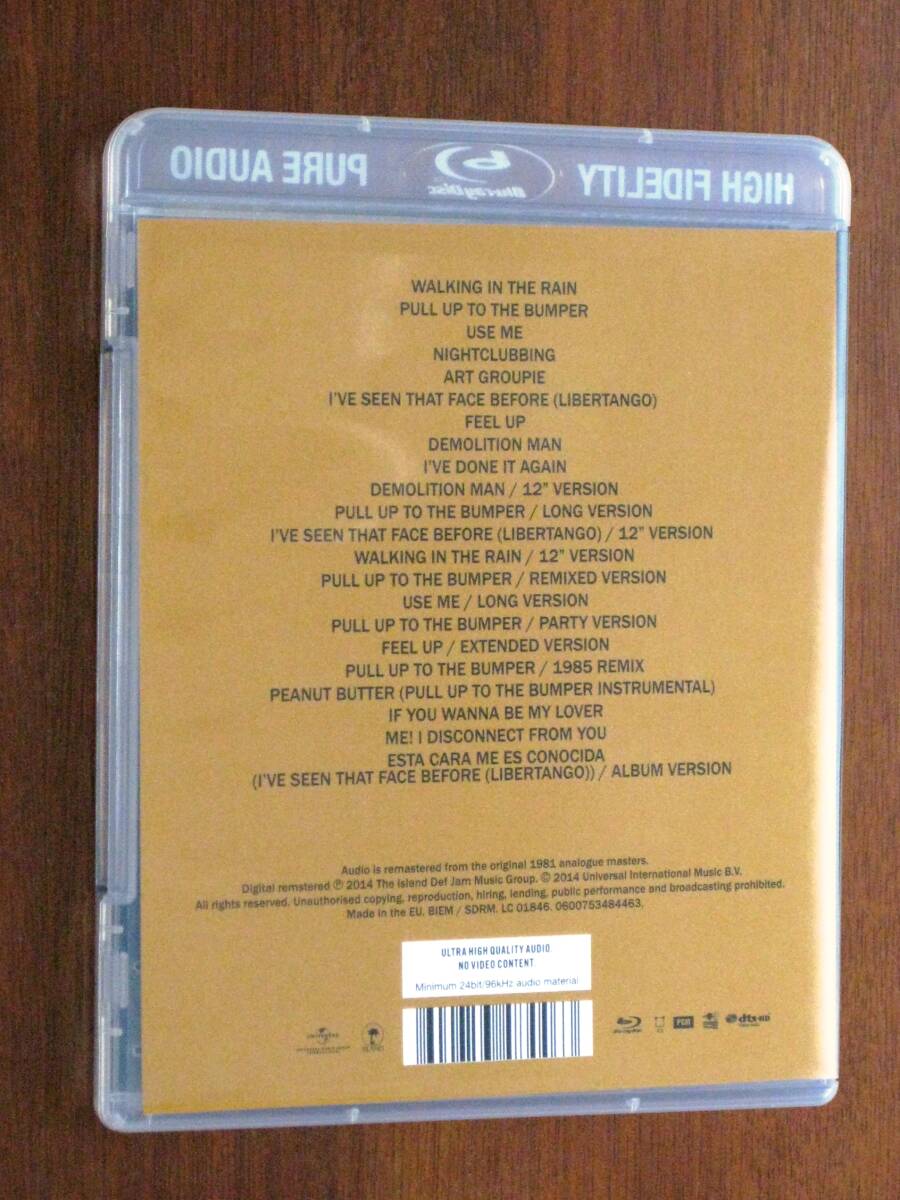 PURE AUDIO Blu-ray Disc HIGH FIDELITY
WALKING IN THE RAIN
PULL UP TO THE BUMPER
USE ME
NIGHTCLUBBING
ART GROUPIE
I'VE SEEN THAT FACE BEFORE (LIBERTANGO)
FEEL UP
DEMOLITION MAN
I'VE DONE IT AGAIN
DEMOLITION MAN / 12" VERSION
PULL UP TO THE BUMPER / LONG VERSION
I'VE SEEN THAT FACE BEFORE (LIBERTANGO) / 12" VERSION
WALKING IN THE RAIN / 12" VERSION
PULL UP TO THE BUMPER / REMIXED VERSION
USE ME / LONG VERSION
PULL UP TO THE BUMPER / PARTY VERSION
FEEL UP / EXTENDED VERSION
PULL UP TO THE BUMPER / 1985 REMIX
PEANUT BUTTER (PULL UP TO THE BUMPER INSTRUMENTAL)
IF YOU WANNA BE MY LOVER
ME! I DISCONNECT FROM YOU
ESTA CARA ME ES CONOCIDA
(I'VE SEEN THAT FACE BEFORE (LIBERTANGO)) / ALBUM VERSION
Audio is remastered from the original 1981 analogue masters.
Digital remstered ℗ 2014 The Island Def Jam Music Group. © 2014 Universal International Music B.V.
All rights reserved. Unauthorised copying, reproduction, hiring, lending, public performance and broadcasting prohibited.
Made in the EU. BIEM / SDRM. LC 01846. 0600753484463.
ULTRA HIGH QUALITY AUDIO.
NO VIDEO CONTENT.
Minimum 24bit/96kHz audio material
UNIVERSAL ISLAND PCM dts-HD